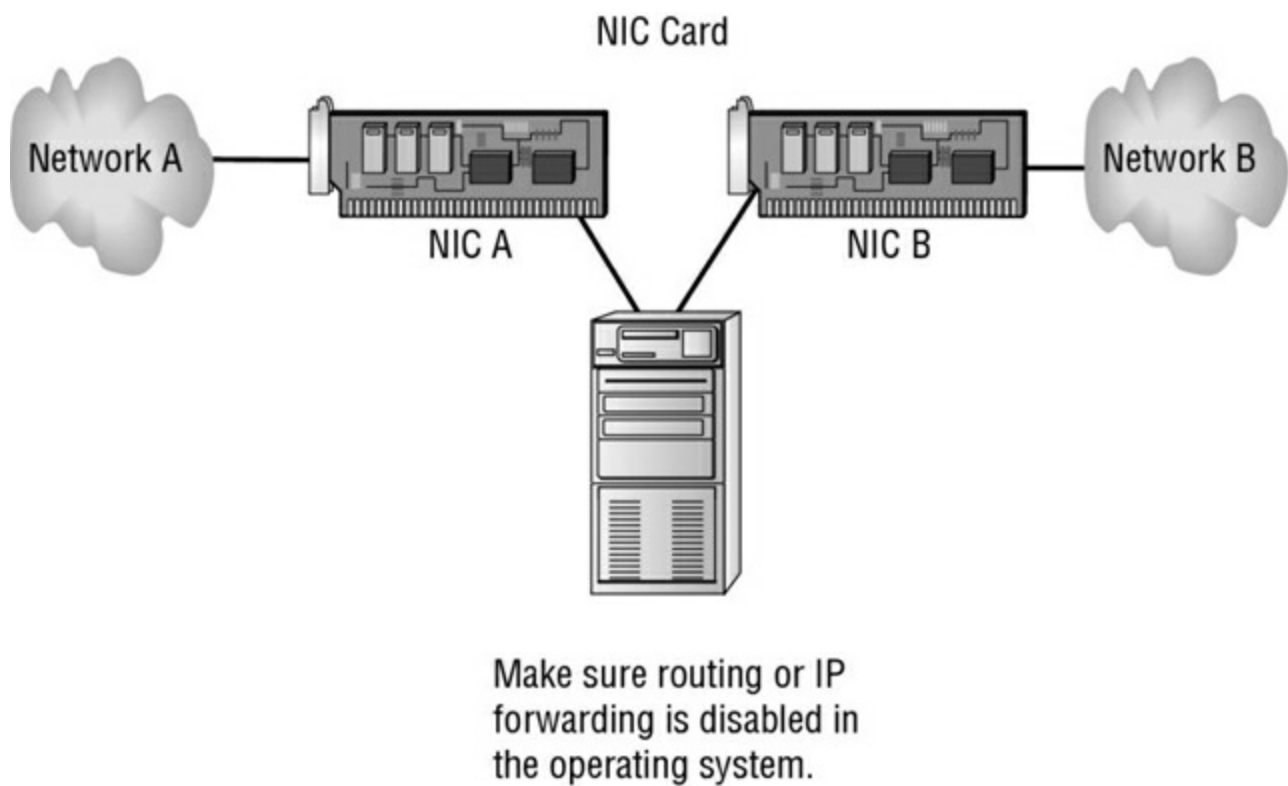 NIC Card
Network A
Network B
NIC A
NIC B
Make sure routing or IP
forwarding is disabled in
the operating system.